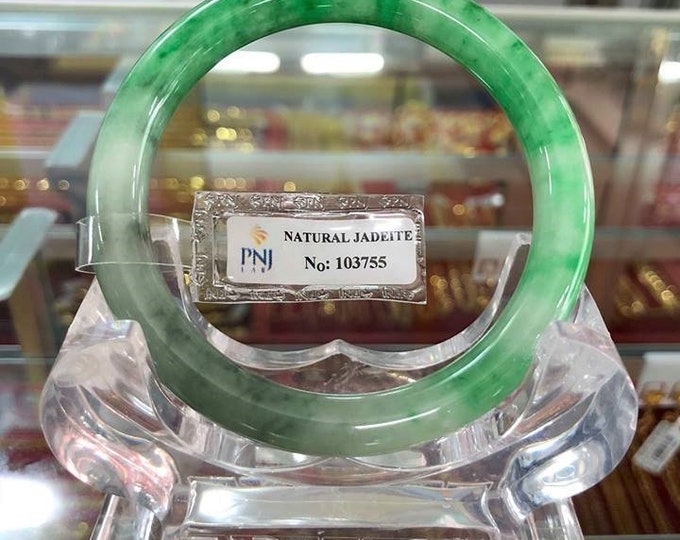 NATURAL JADEITE
PNJ
LAB
No: 103755